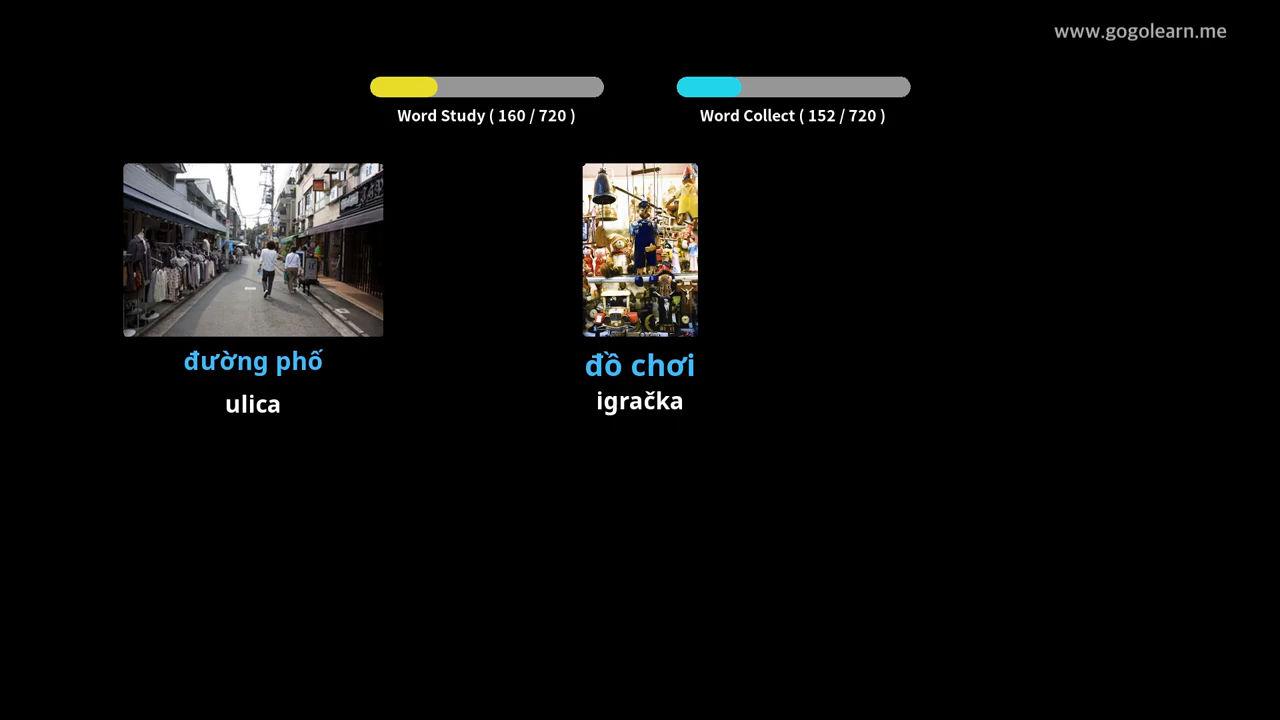 www.gogolearn.me
Word Study ( 160 / 720 )
Word Collect ( 152 / 720 )
đường phố
ulica
đồ chơi
igračka